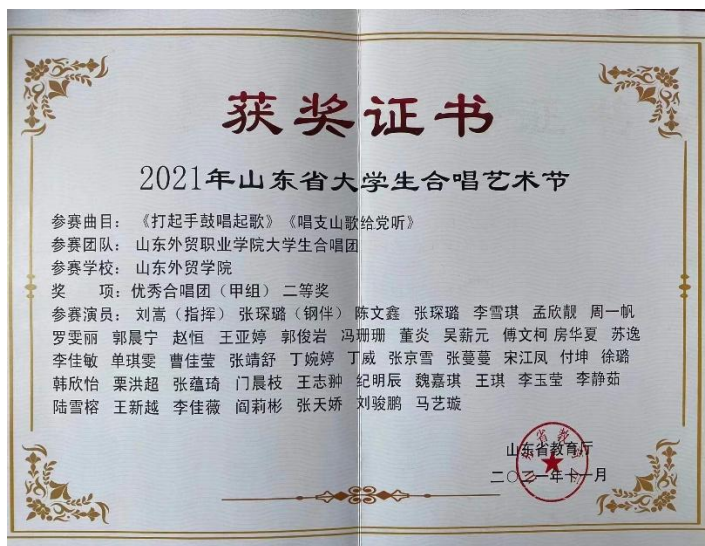 获奖证书
2021年山东省大学生合唱艺术节
参赛曲目：《打起手鼓唱起歌》《唱支山歌给党听》
参赛团队：山东外贸职业学院大学生合唱团
参赛学校：山东外贸学院
奖　项：优秀合唱团（甲组）二等奖
参赛演员：刘嵩（指挥） 张琛璐（钢伴） 陈文鑫 张琛璐 李雪琪 孟欣靓 周一帆
罗雯丽 郭晨宁 赵恒 王亚婷 郭俊岩 冯珊珊 董炎 吴薪元 傅文柯 房华夏 苏逸
李佳敏 单琪雯 曹佳莹 张靖舒 丁婉婷 丁威 张京雪 张蔓蔓 宋江凤 付坤 徐璐
韩欣怡 栗洪超 张蕴琦 门晨枝 王志翀 纪明辰 魏嘉琪 王琪 李玉莹 李静茹
陆雪榕 王新越 李佳薇 阎莉彬 张天娇 刘骏鹏 马艺璇
山东省教育厅
二〇二一年十一月